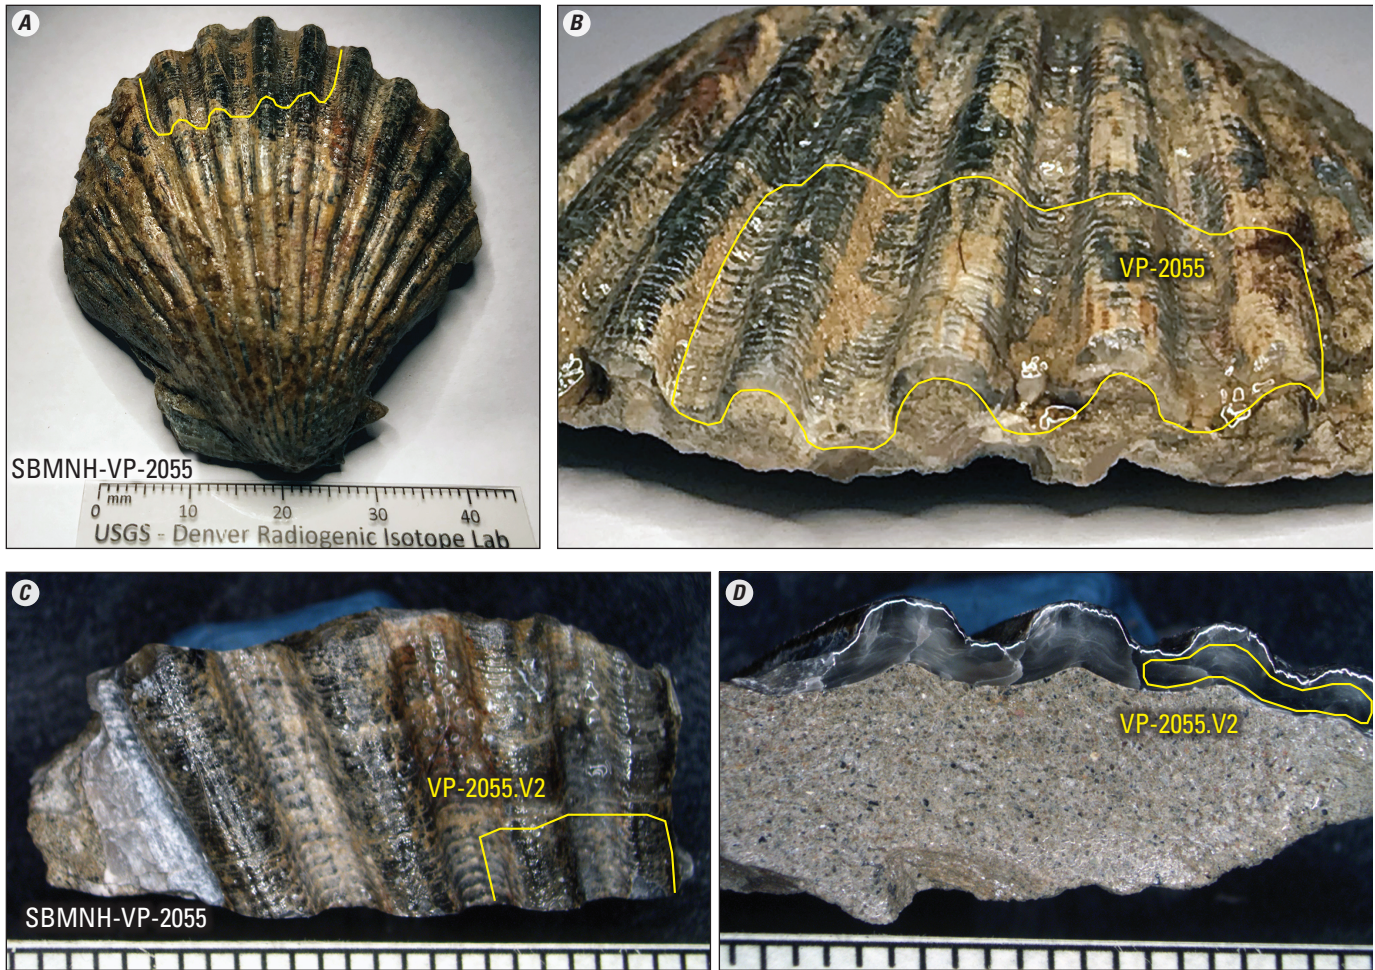 A
SBMNH-VP-2055
mm
0 10 20 30 40
USGS - Denver Radiogenic Isotope Lab
B
VP-2055
C
VP-2055.V2
SBMNH-VP-2055
D
VP-2055.V2